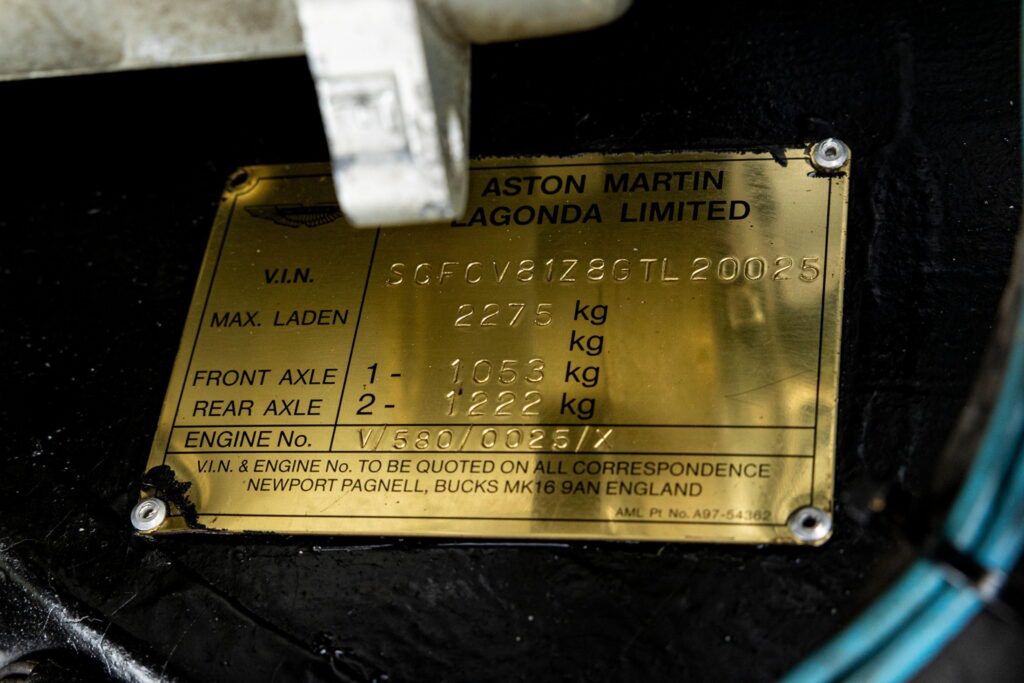 ASTON MARTIN
LAGONDA LIMITED
V.I.N. SCFCV81Z8GTL20025
MAX. LADEN 2275 kg
kg
FRONT AXLE 1- 1053 kg
REAR AXLE 2- 1222 kg
ENGINE No. V/580/0025/X
V.I.N. & ENGINE No. TO BE QUOTED ON ALL CORRESPONDENCE
NEWPORT PAGNELL, BUCKS MK16 9AN ENGLAND
AML Pt No. A97-54362